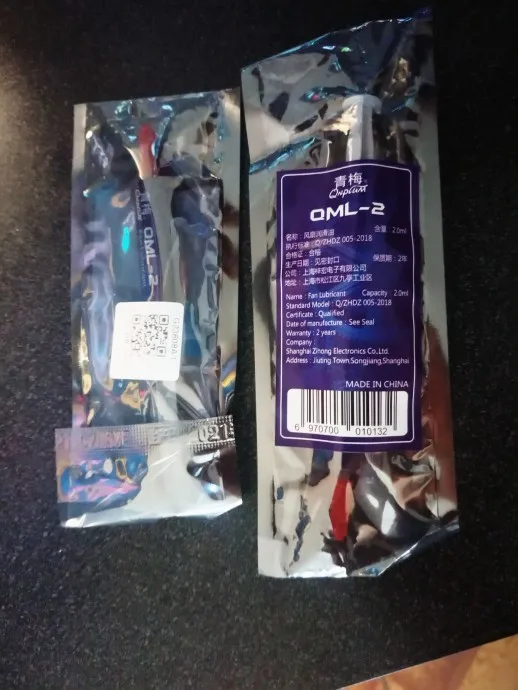 青梅
QML-2
021
青梅
Qnplum
QML-2
名称：风扇润滑油 含量 2.0ml
执行标准：Q/ZHDZ 005-2018
合格证：合格
生产日期：见密封口 保质期：2年
公司：上海梓宏电子有限公司
地址：上海市松江区九亭工业区
Name : Fan Lubricant Capacity : 2.0ml
Standard Model : Q/ZHDZ 005-2018
Certificate : Qualified
Date of manufacture : See Seal
Warranty : 2 years
Company :
Shanghai Zihong Electronics Co.,Ltd.
Address : Jiuting Town,Songjiang,Shanghai
MADE IN CHINA
6 970700 010132